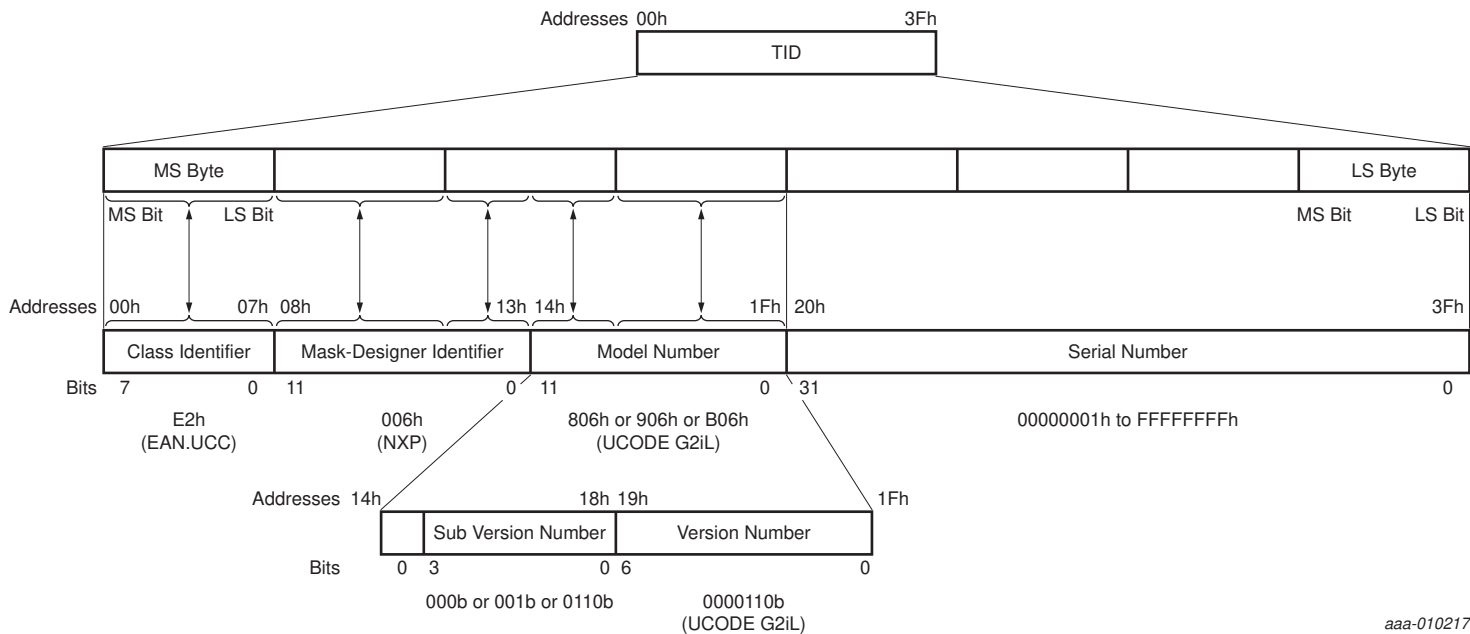 Addresses 00h 3Fh
TID
MS Byte LS Byte
MS Bit LS Bit MS Bit LS Bit
Addresses 00h 07h 08h 13h 14h 1Fh 20h 3Fh
Class Identifier Mask-Designer Identifier Model Number Serial Number
Bits 7 0 11 0 11 0 31 0
E2h 006h 806h or 906h or B06h 00000001h to FFFFFFFFh
(EAN.UCC) (NXP) (UCODE G2iL)
Addresses 14h 18h 19h 1Fh
Sub Version Number Version Number
Bits 0 3 0 6 0
000b or 001b or 0110b 0000110b
(UCODE G2iL)
aaa-010217